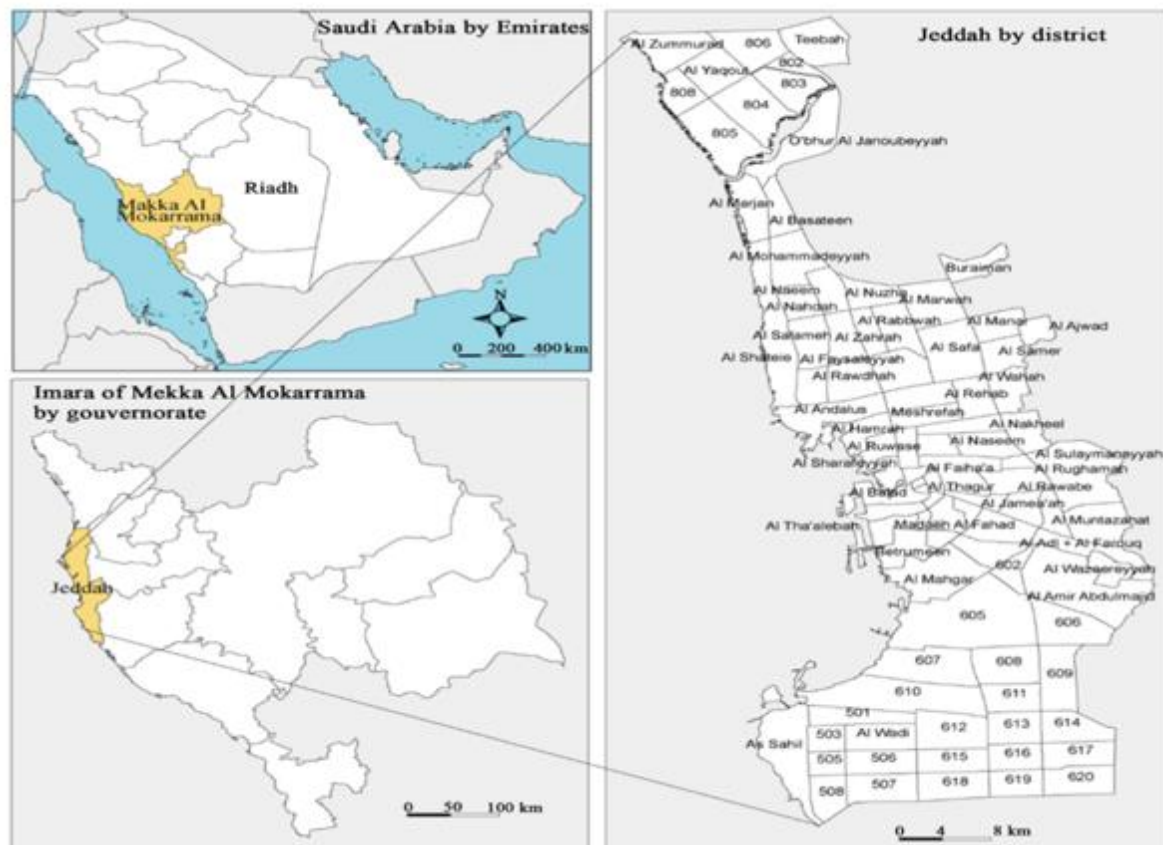 Saudi Arabia by Emirates
Riadh
Makka Al
Mokarrama
N
0 200 400 km
Imara of Mekka Al Mokarrama
by gouvernorate
Jeddah
0 50 100 km
Jeddah by district
Al Zummurad
806
Teebah
802
Al Yaqout
803
808
804
805
O'bhur Al Janoubeyyah
Al Marjan
Al Basateen
Al Mohammadeyyah
Buraiman
Al Naeem
Al Nuzha
Al Marwah
Al Nahdah
Al Rabbwah
Al Manar
Al Ajwad
Al Salameh
Al Zahrah
Al Safa
Al Samer
Al Shateie
Al Faysaleyyah
Al Rawdhah
Al Wahah
Al Rehab
Al Andalus
Meshrefah
Al Nakheel
Al Hamrah
Al Ruwase
Al Naseem
Al Sulaymanayyah
Al Sharafdyyah
Al Faiha'a
Al Rughamah
Al Balad
Al Thagur
Al Rawabe
Al Jamea'ah
Al Muntazahat
Al Tha'alebah
Madaen Al Fahad
Al Adl + Al Farouq
Petrumeen
602
Al Wazeereyyah
Al Mahgar
Al Amir Abdulmajid
605
606
607
608
609
610
611
501
612
613
614
As Sahil
503
Al Wadi
505
506
615
616
617
508
507
618
619
620
0 4 8 km